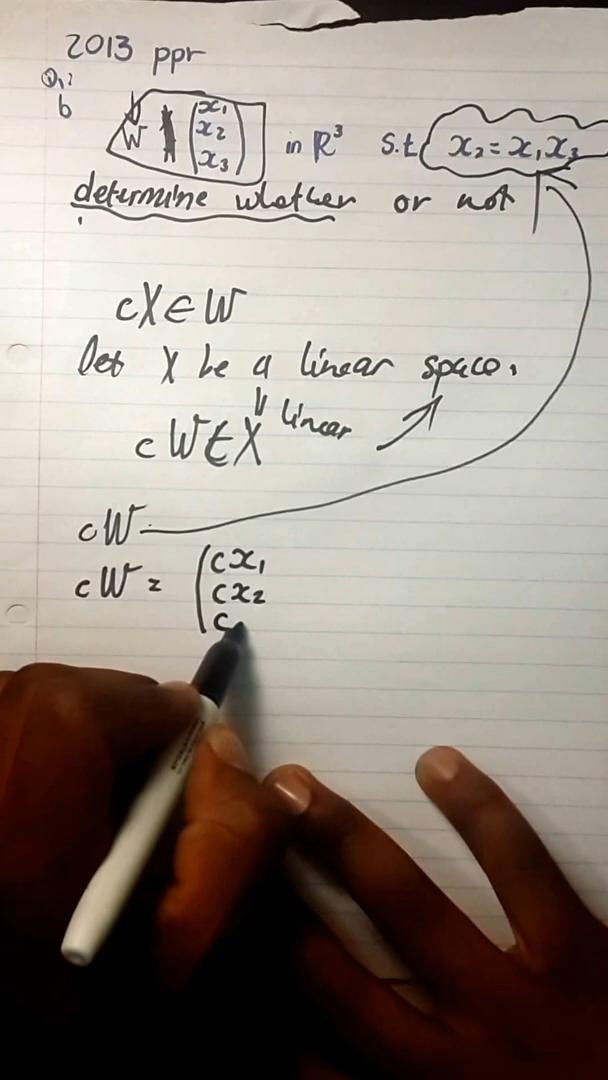 2013 ppr
Q1:
b W (x₁ x₂ x₃) in ℝ³ s.t x₂ = x₁x₃
determine whether or not
cX ∈ W
Let X be a linear space.
linear
cW ∈ X
cW
cW = (cx₁
cx₂
c